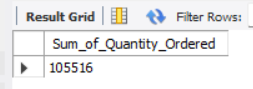 Result Grid Filter Rows:
Sum_of_Quantity_Ordered
105516